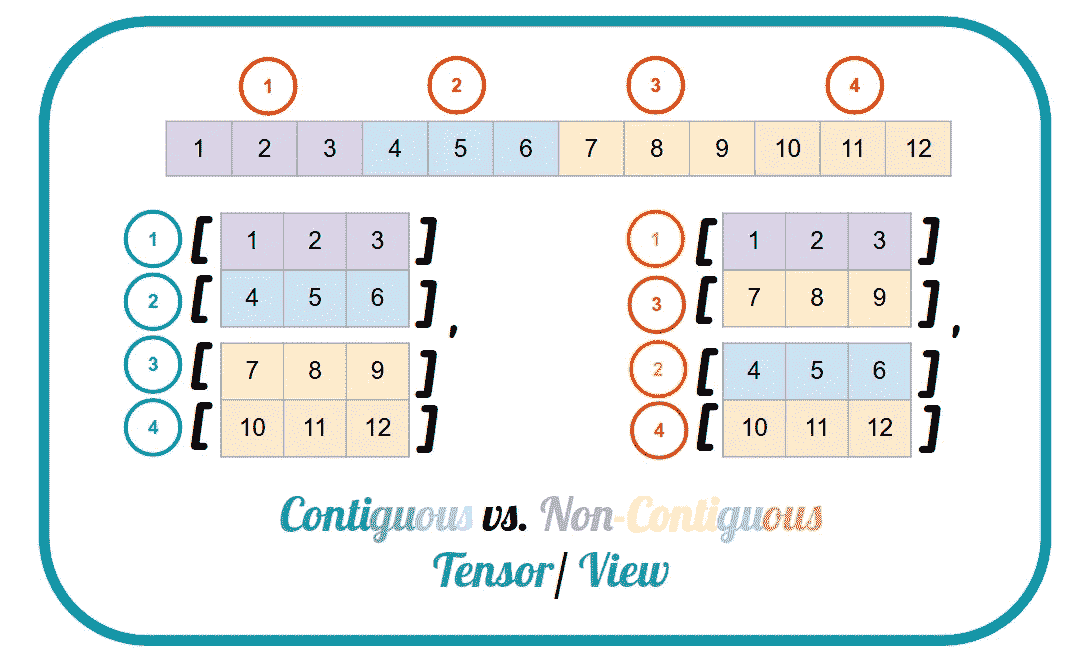 1 2 3 4
1 2 3 4 5 6 7 8 9 10 11 12
1 [ 1 2 3 ]
2 [ 4 5 6 ] ,
3 [ 7 8 9 ]
4 [ 10 11 12 ]
1 [ 1 2 3 ]
3 [ 7 8 9 ] ,
2 [ 4 5 6 ]
4 [ 10 11 12 ]
Contiguous vs. Non-Contiguous
Tensor/ View